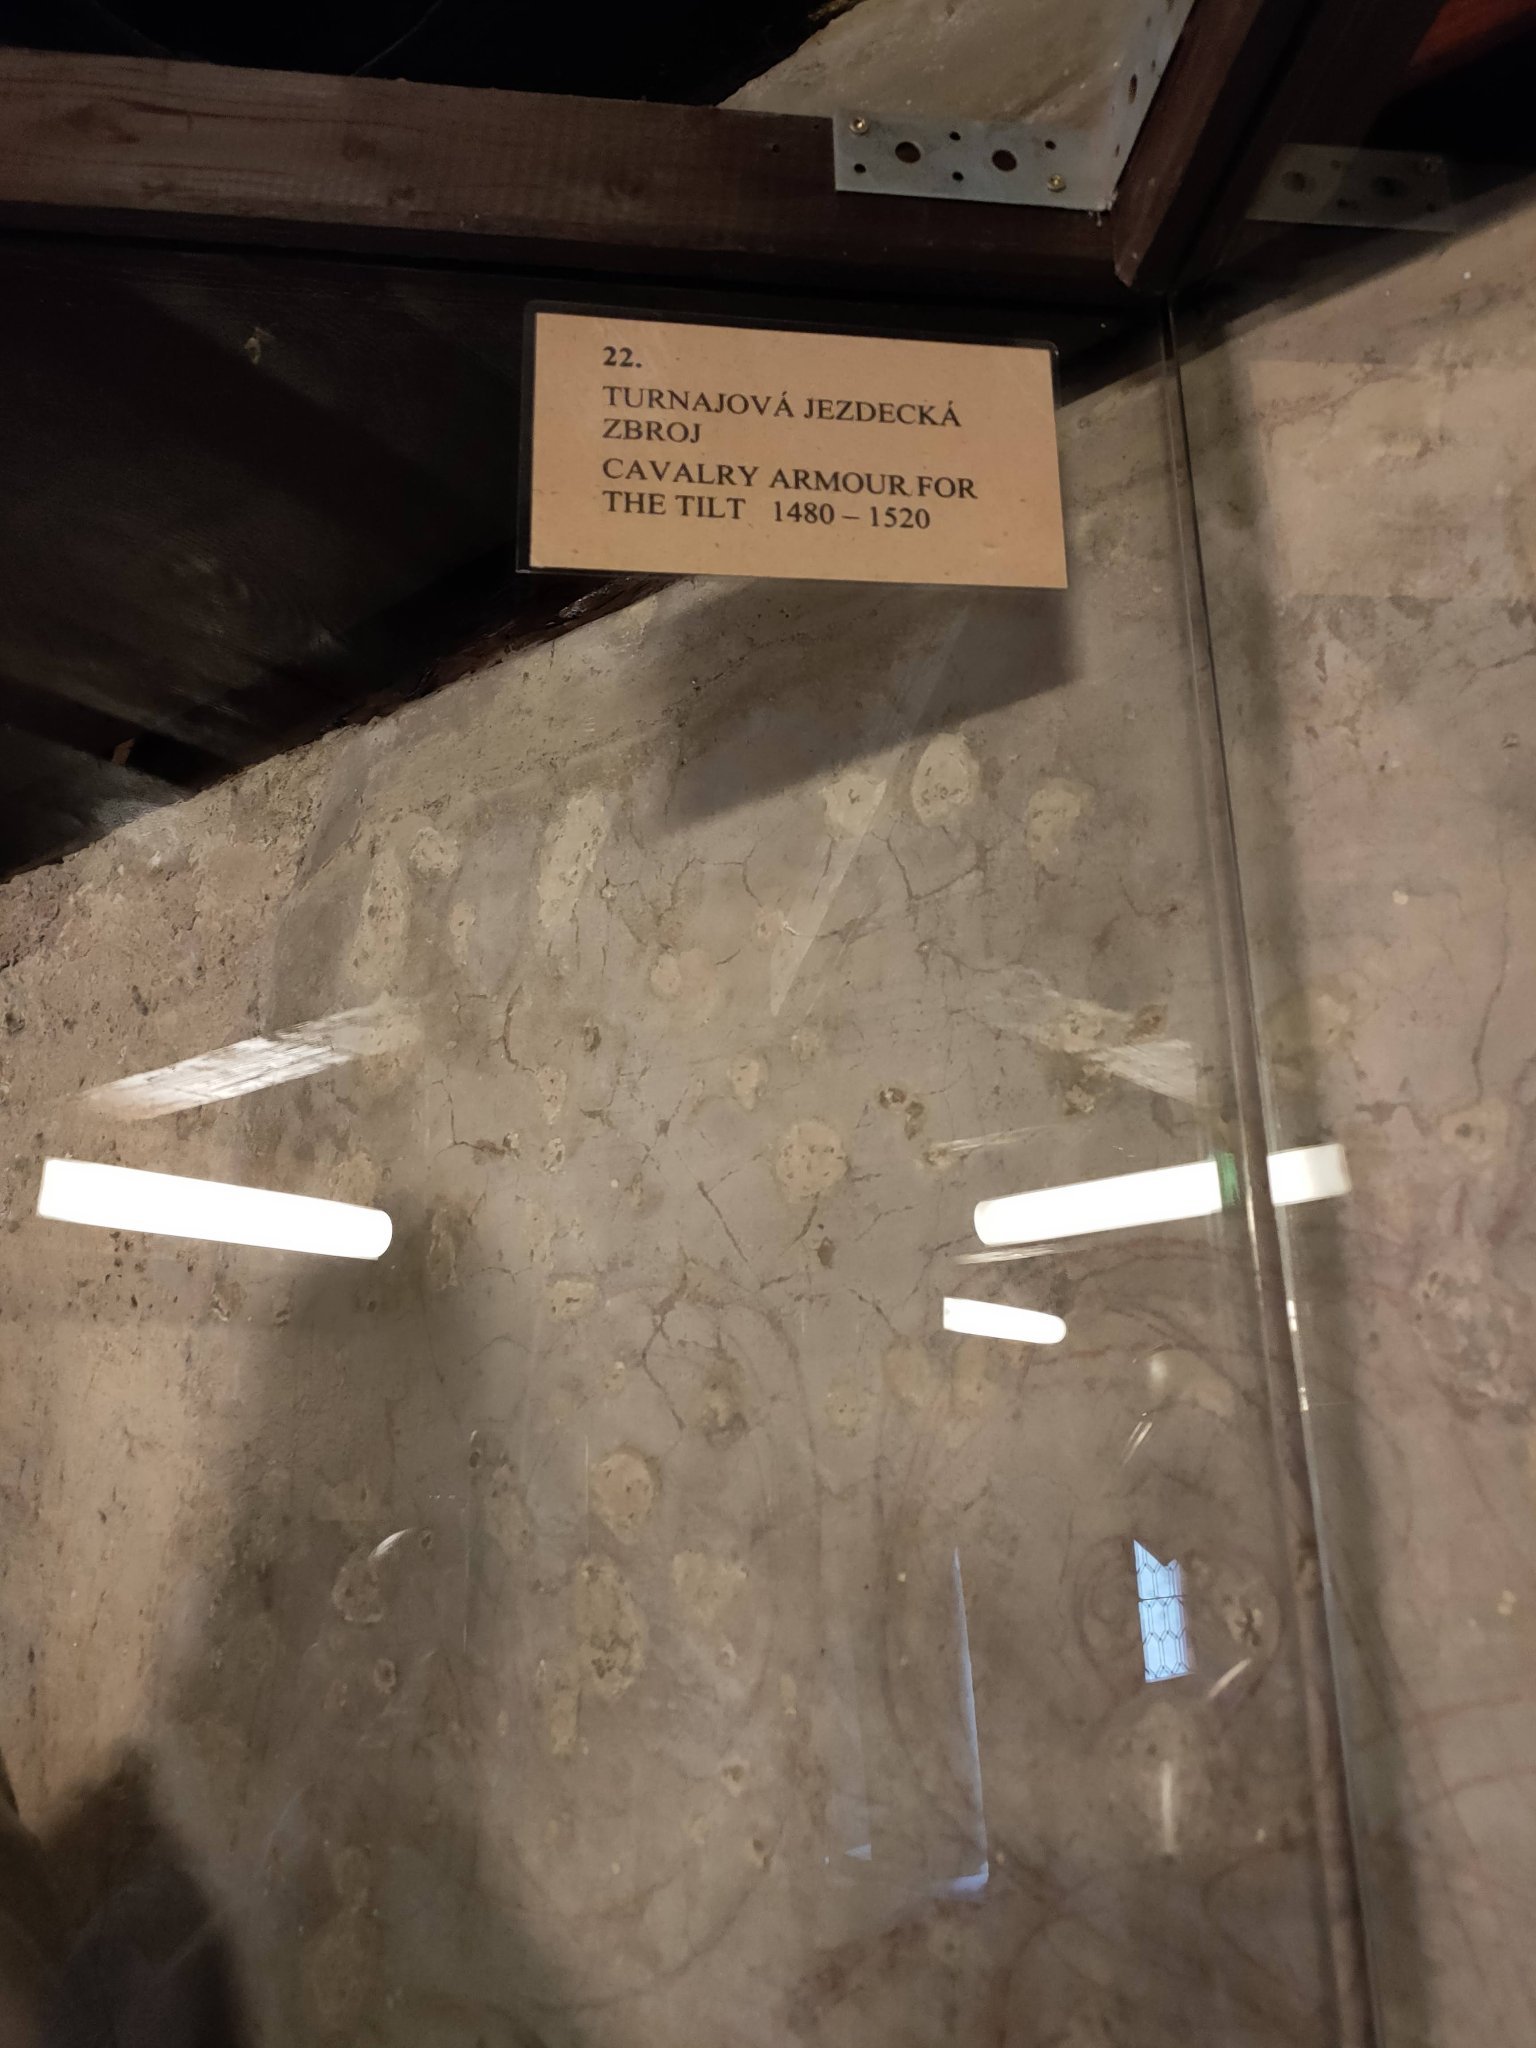 22.
TURNAJOVÁ JEZDECKÁ
ZBROJ
CAVALRY ARMOUR FOR
THE TILT 1480 – 1520